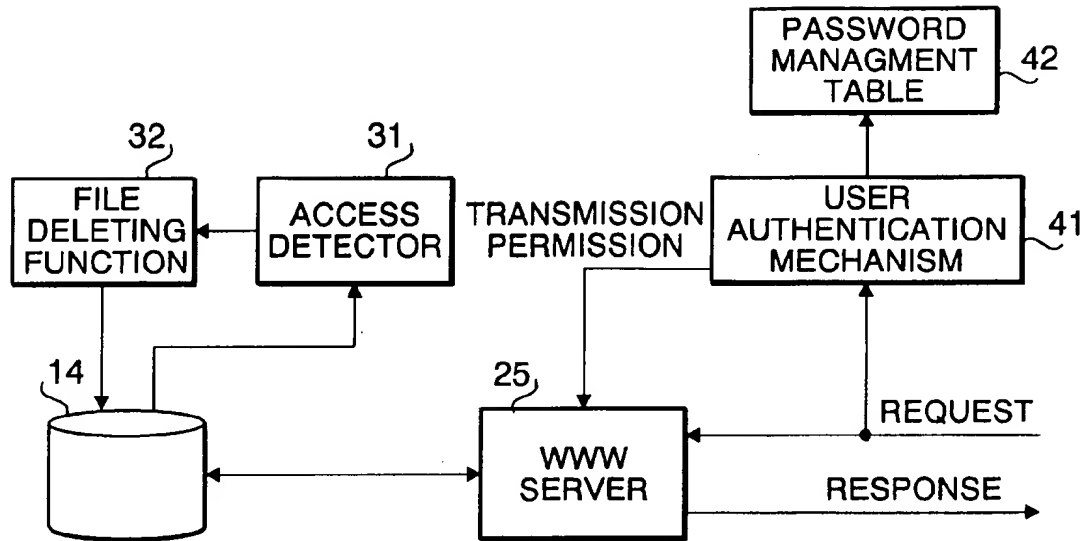 PASSWORD
MANAGMENT
TABLE
42
32
31
FILE
DELETING
FUNCTION
ACCESS
DETECTOR
TRANSMISSION
PERMISSION
USER
AUTHENTICATION
MECHANISM
41
14
25
WWW
SERVER
REQUEST
RESPONSE